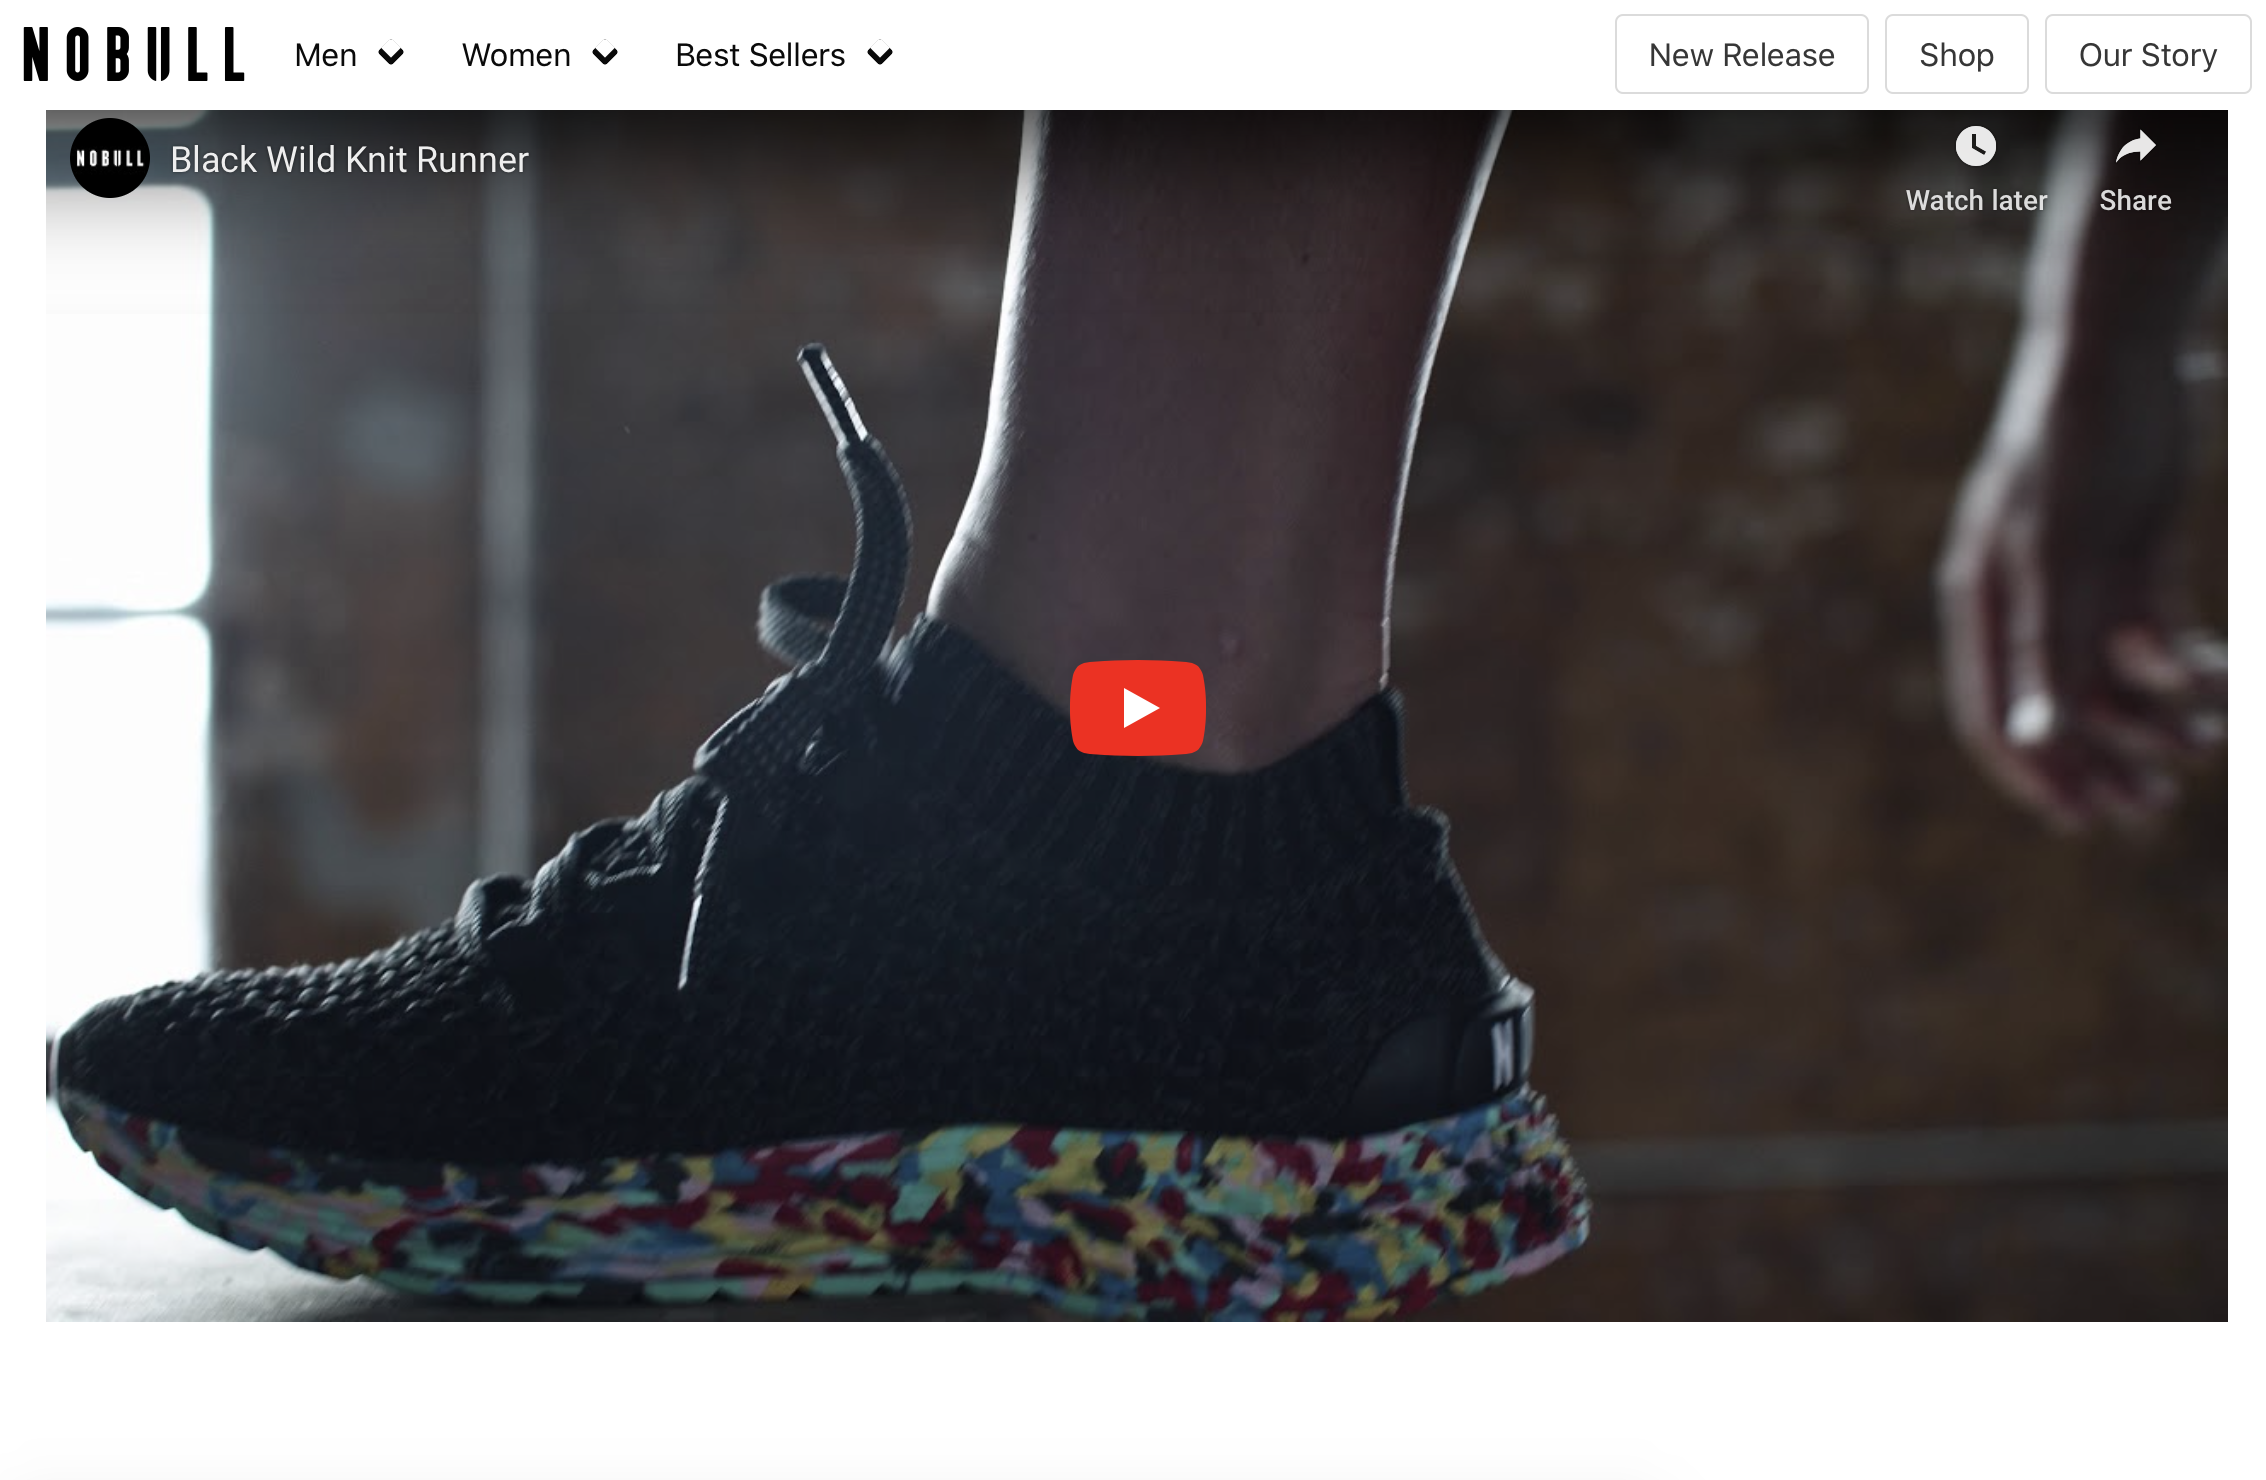 NOBULL Men Women Best Sellers New Release Shop Our Story
NOBULL Black Wild Knit Runner
Watch later Share
N